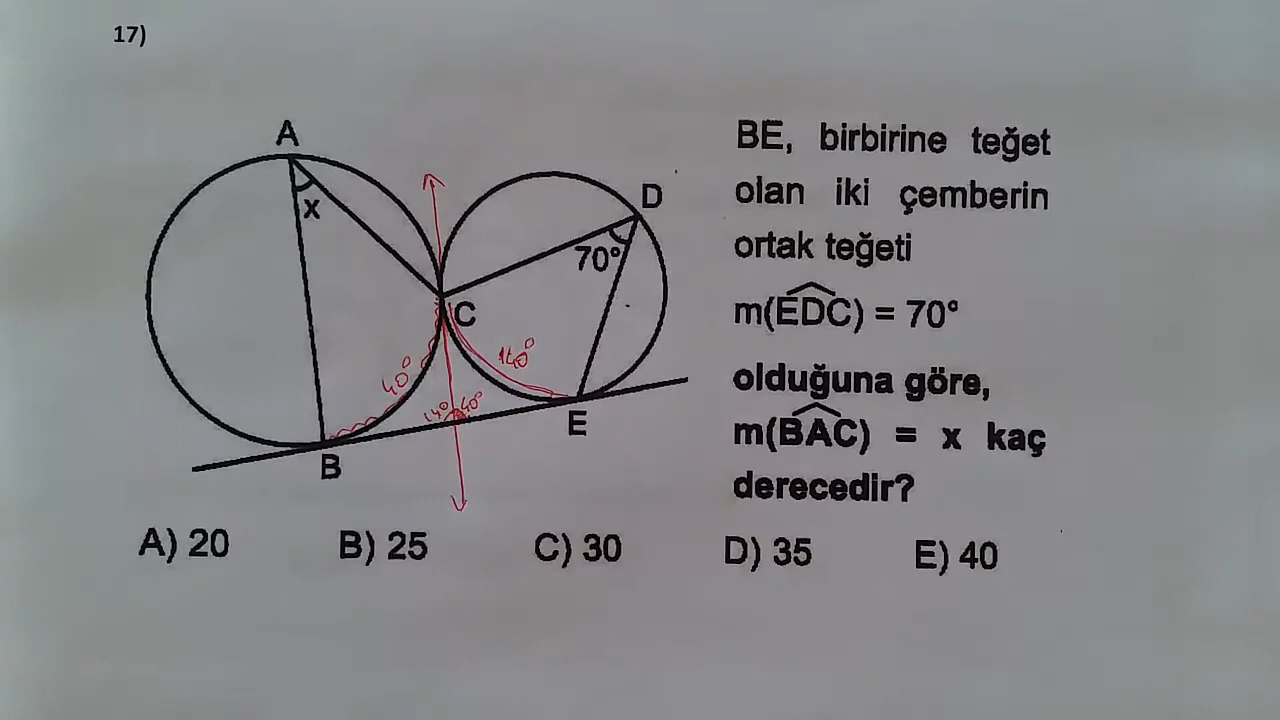 17)
A
D
x
70°
C
40°
140°
140
40°
E
B
BE, birbirine teğet
olan iki çemberin
ortak teğeti
m(EDC) = 70°
olduğuna göre,
m(BAC) = x kaç
derecedir?
A) 20 B) 25 C) 30 D) 35 E) 40